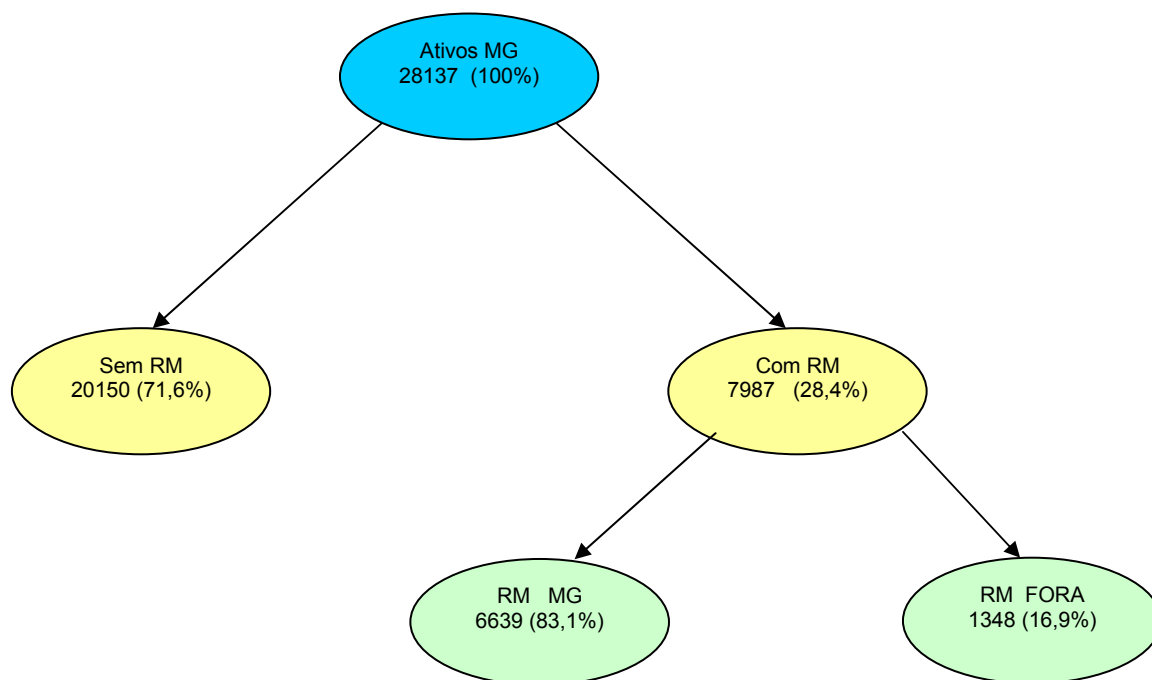 Ativos MG
28137 (100%)
Sem RM
20150 (71,6%)
Com RM
7987 (28,4%)
RM MG
6639 (83,1%)
RM FORA
1348 (16,9%)